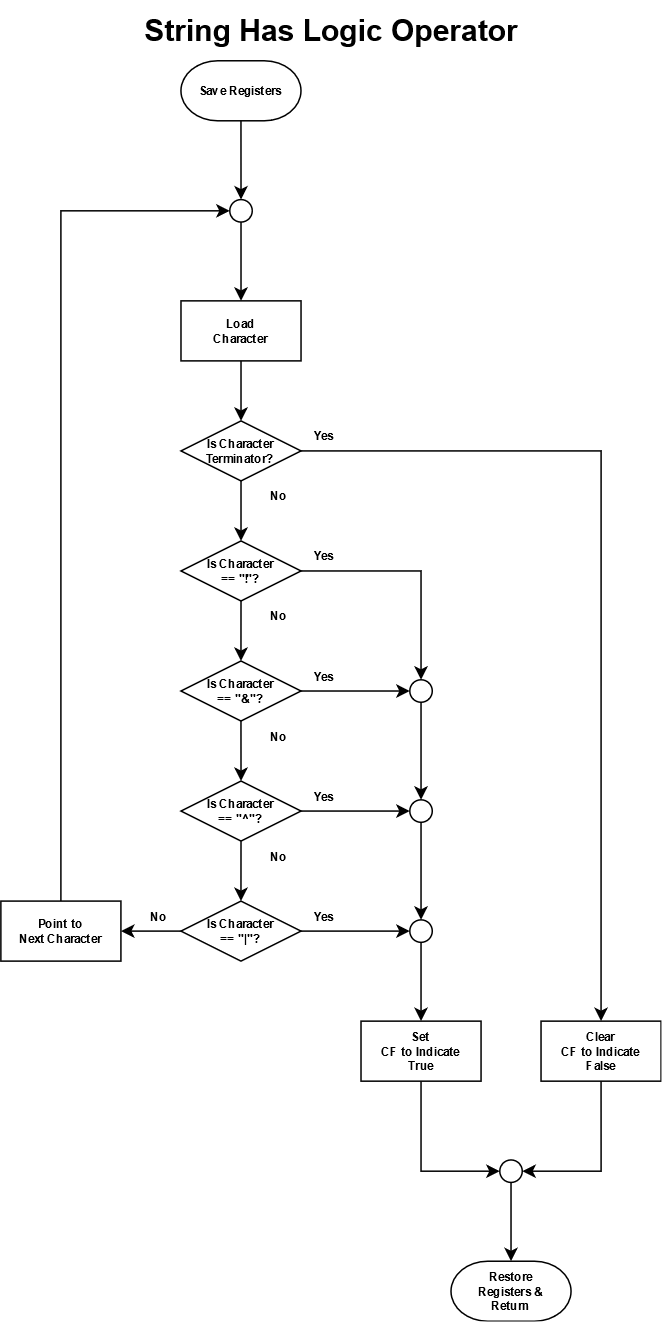 String Has Logic Operator
Save Registers
Load
Character
Is Character
Terminator?
Yes
No
Is Character
== "!"?
Yes
No
Is Character
== "&"?
Yes
No
Is Character
== "^"?
Yes
No
Is Character
== "|"?
Yes
No
Point to
Next Character
Set
CF to Indicate
True
Clear
CF to Indicate
False
Restore
Registers &
Return